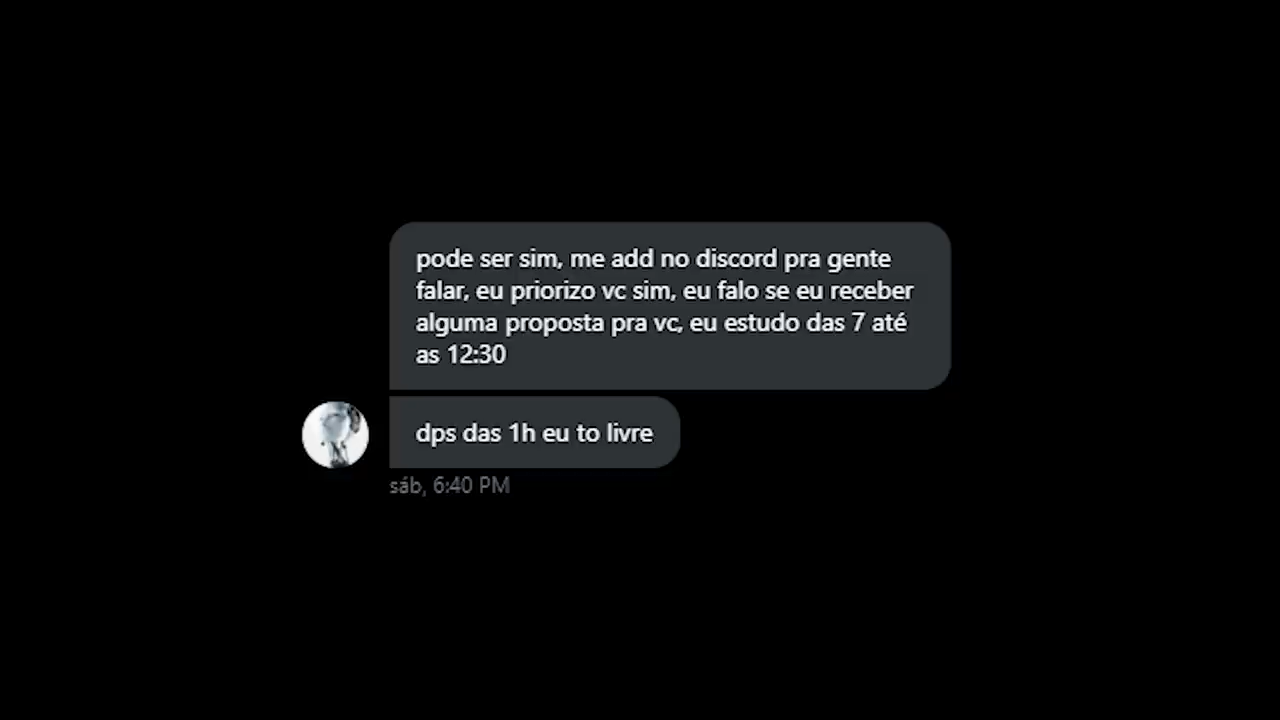 pode ser sim, me add no discord pra gente
falar, eu priorizo vc sim, eu falo se eu receber
alguma proposta pra vc, eu estudo das 7 até
as 12:30
dps das 1h eu to livre
sáb, 6:40 PM